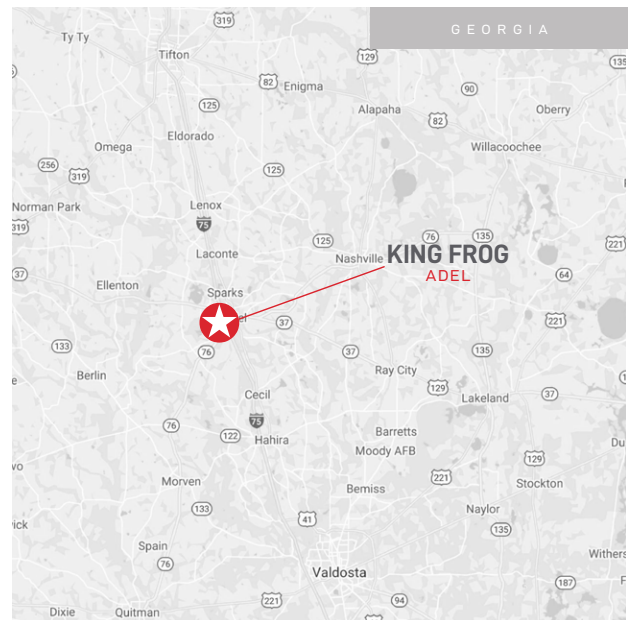 GEORGIA
319
Ty Ty
Tifton
129
135
82
Enigma
90
125
Alapaha
Oberry
82
Eldorado
Omega
Willacoochee
256
319
125
Norman Park
Lenox
319
75
76
135
221
125
Laconte
Nashville
KING FROG
ADEL
37
64
Ellenton
Sparks
37
221
133
76
37
135
Ray City
Berlin
129
Cecil
37
Lakeland
75
76
122
Hahira
Barretts
Moody AFB
129
221
Morven
Bemiss
Stockton
133
Naylor
41
135
Spain
76
Valdosta
187
221
94
Dixie
Quitman